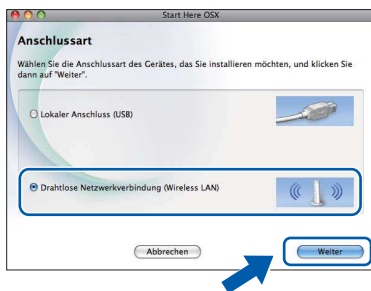 Start Here OSX
Anschlussart
Wählen Sie die Anschlussart des Gerätes, das Sie installieren möchten, und klicken Sie
dann auf "Weiter".
Lokaler Anschluss (USB)
Drahtlose Netzwerkverbindung (Wireless LAN)
Abbrechen
Weiter